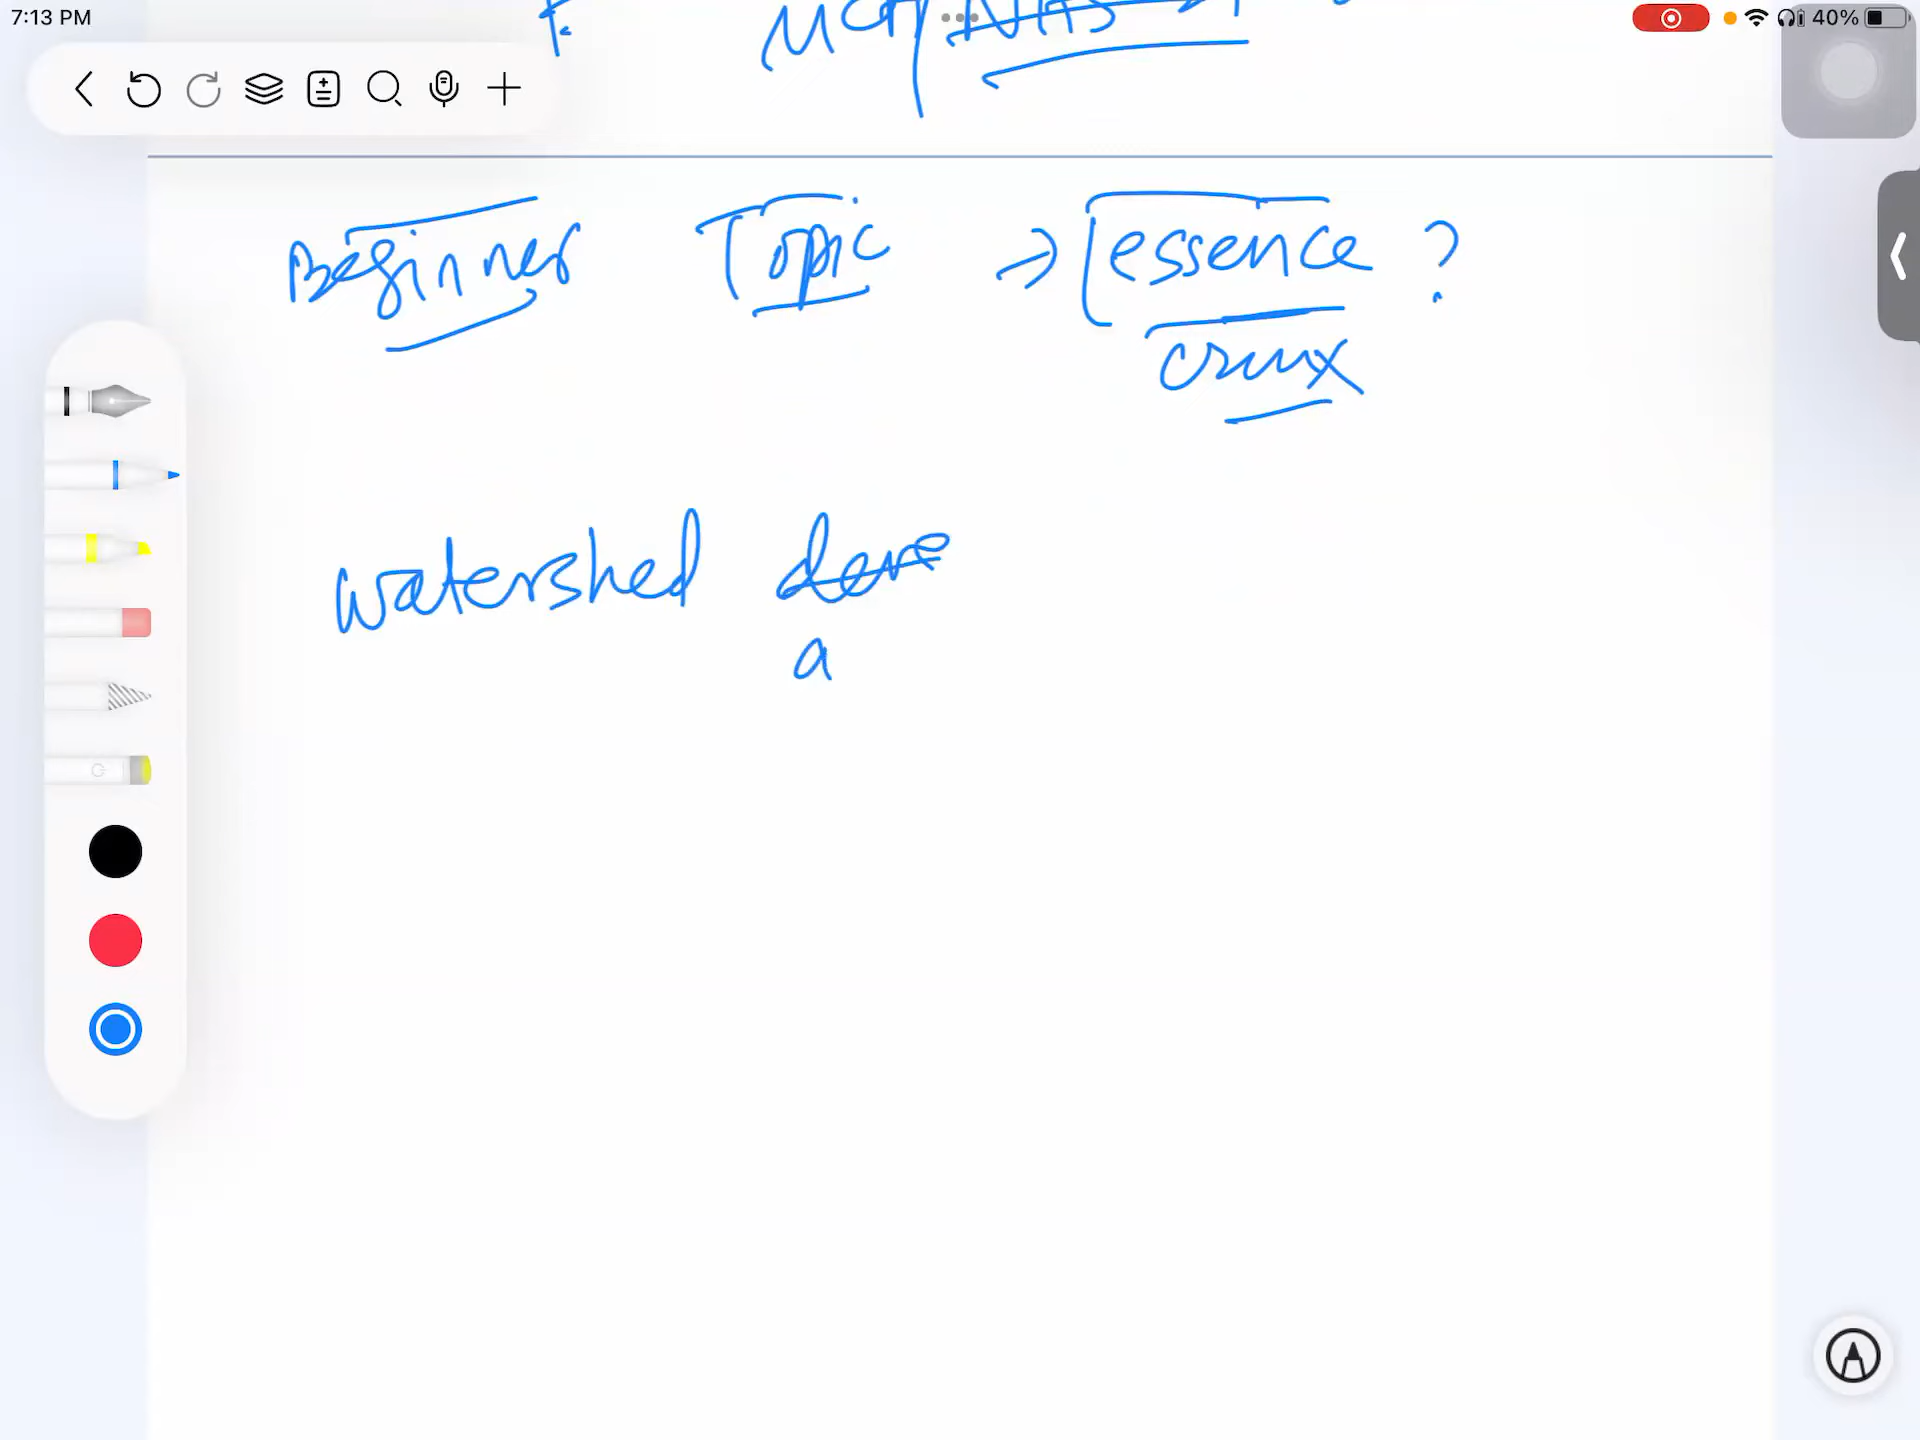 7:13 PM
40%
Beginner Topic → [essence ?
crux
watershed
a